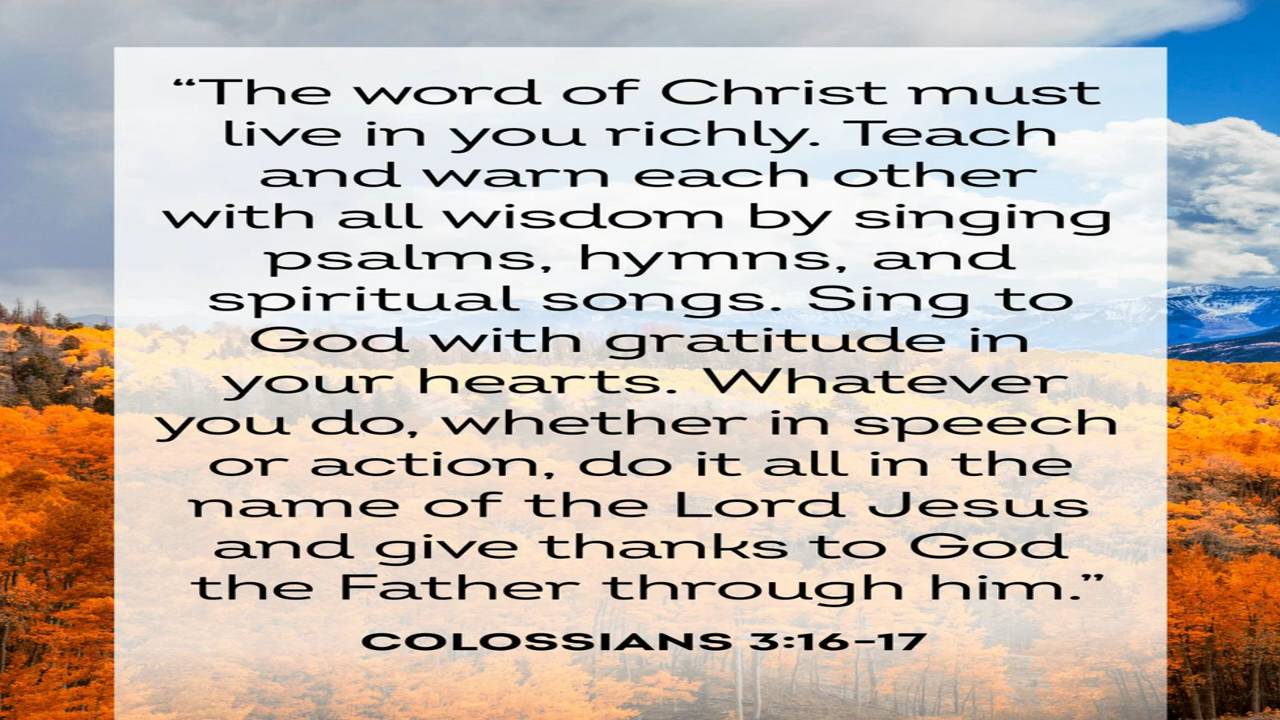 “The word of Christ must
live in you richly. Teach
and warn each other
with all wisdom by singing
psalms, hymns, and
spiritual songs. Sing to
God with gratitude in
your hearts. Whatever
you do, whether in speech
or action, do it all in the
name of the Lord Jesus
and give thanks to God
the Father through him.”
COLOSSIANS 3:16–17